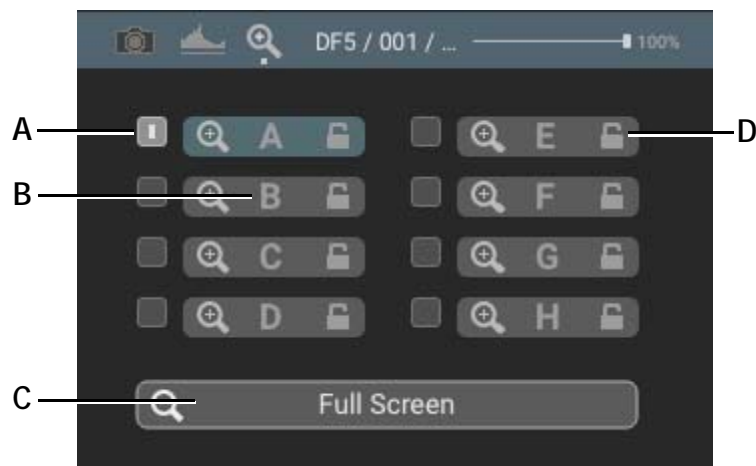 DF5 / 001 / ... 100%
A A E D
B B F
C G
D H
C Full Screen